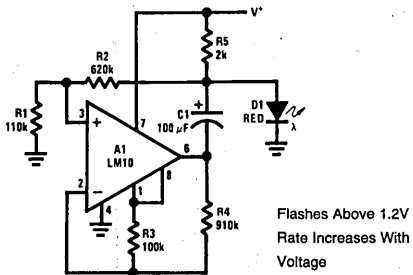 V+
R5
2k
R2
620k
R1
110k
3
+
7
C1
100 μF
+
D1
RED
λ
A1
LM10
6
2
−
4
1
8
R3
100k
R4
910k
Flashes Above 1.2V
Rate Increases With
Voltage